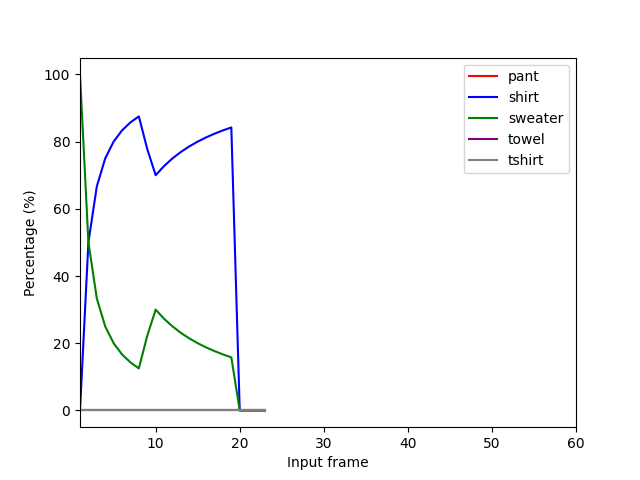 100
80
60
40
20
0
Percentage (%)
10 20 30 40 50 60
Input frame
pant
shirt
sweater
towel
tshirt